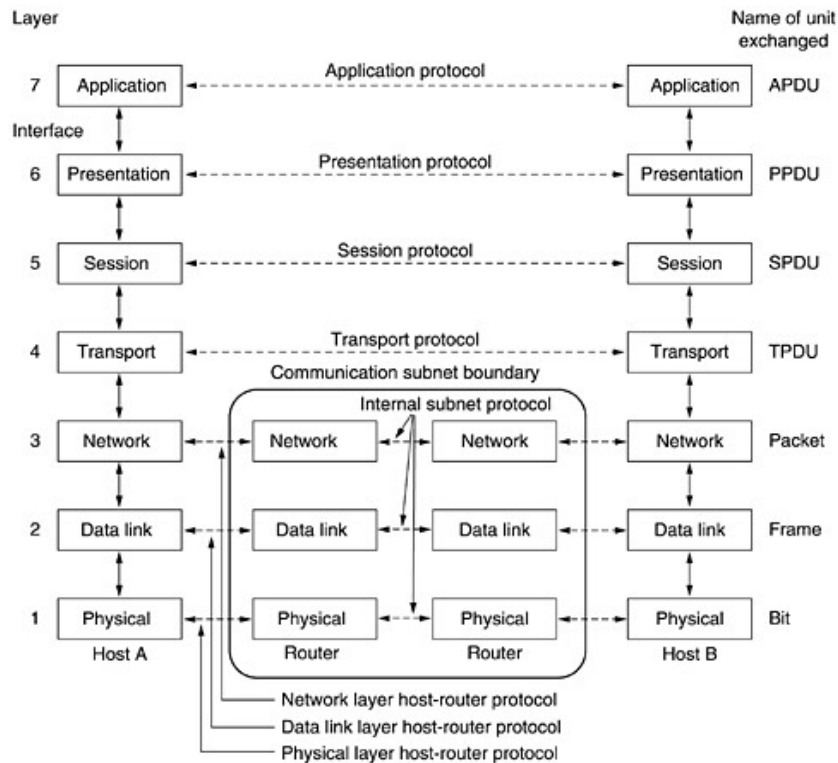 Layer
Name of unit
exchanged
7
Application
Application protocol
Application
APDU
Interface
6
Presentation
Presentation protocol
Presentation
PPDU
5
Session
Session protocol
Session
SPDU
4
Transport
Transport protocol
Transport
TPDU
Communication subnet boundary
Internal subnet protocol
3
Network
Network
Network
Network
Packet
2
Data link
Data link
Data link
Data link
Frame
1
Physical
Physical
Physical
Physical
Bit
Host A
Router
Router
Host B
Network layer host-router protocol
Data link layer host-router protocol
Physical layer host-router protocol